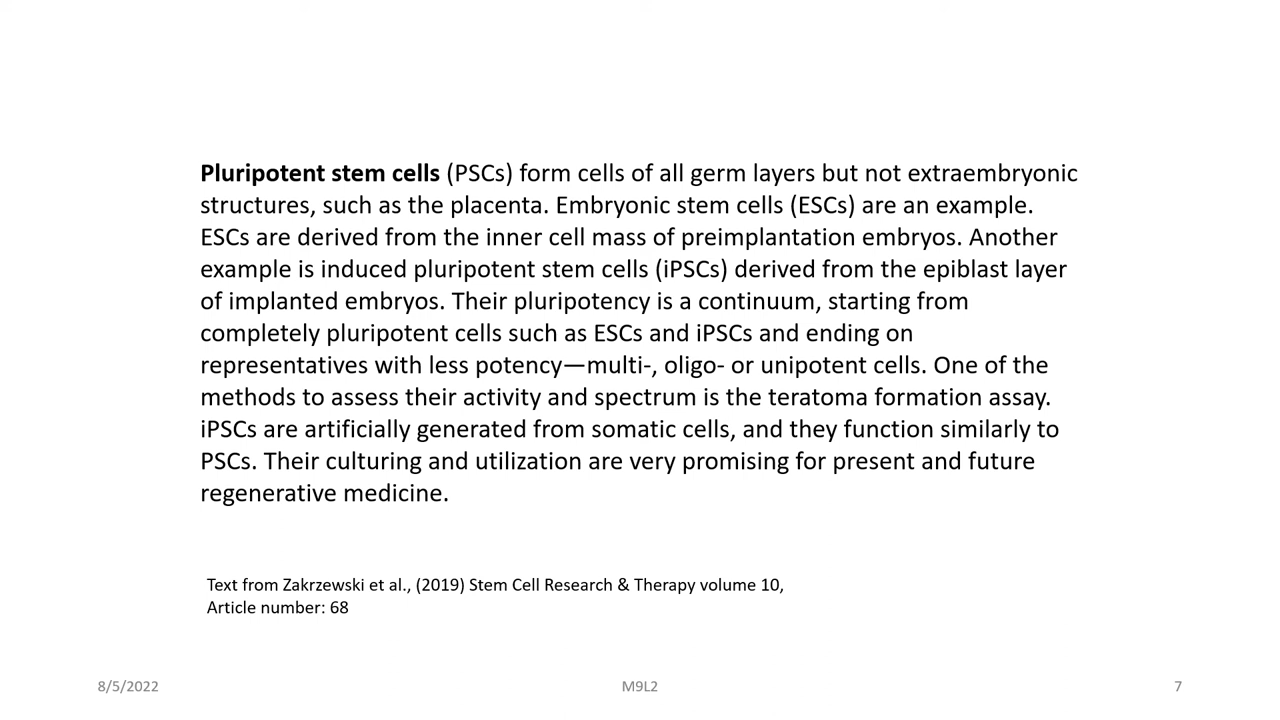 Pluripotent stem cells (PSCs) form cells of all germ layers but not extraembryonic
structures, such as the placenta. Embryonic stem cells (ESCs) are an example.
ESCs are derived from the inner cell mass of preimplantation embryos. Another
example is induced pluripotent stem cells (iPSCs) derived from the epiblast layer
of implanted embryos. Their pluripotency is a continuum, starting from
completely pluripotent cells such as ESCs and iPSCs and ending on
representatives with less potency—multi-, oligo- or unipotent cells. One of the
methods to assess their activity and spectrum is the teratoma formation assay.
iPSCs are artificially generated from somatic cells, and they function similarly to
PSCs. Their culturing and utilization are very promising for present and future
regenerative medicine.
Text from Zakrzewski et al., (2019) Stem Cell Research & Therapy volume 10,
Article number: 68
8/5/2022
M9L2
7